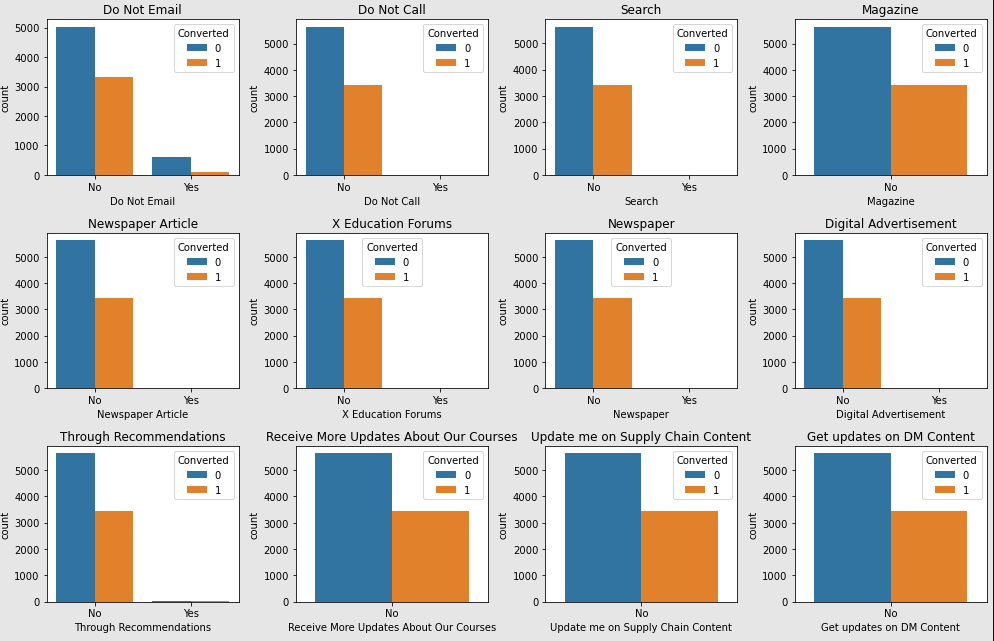 Do Not Email
Converted
0
1
5000
4000
3000
2000
1000
0
count
No
Yes
Do Not Email
Do Not Call
Converted
0
1
5000
4000
3000
2000
1000
0
count
No
Yes
Do Not Call
Search
Converted
0
1
5000
4000
3000
2000
1000
0
count
No
Yes
Search
Magazine
Converted
0
1
5000
4000
3000
2000
1000
0
count
No
Magazine
Newspaper Article
Converted
0
1
5000
4000
3000
2000
1000
0
count
No
Yes
Newspaper Article
X Education Forums
Converted
0
1
5000
4000
3000
2000
1000
0
count
No
Yes
X Education Forums
Newspaper
Converted
0
1
5000
4000
3000
2000
1000
0
count
No
Yes
Newspaper
Digital Advertisement
Converted
0
1
5000
4000
3000
2000
1000
0
count
No
Yes
Digital Advertisement
Through Recommendations
Converted
0
1
5000
4000
3000
2000
1000
0
count
No
Yes
Through Recommendations
Receive More Updates About Our Courses
Converted
0
1
5000
4000
3000
2000
1000
0
count
No
Receive More Updates About Our Courses
Update me on Supply Chain Content
Converted
0
1
5000
4000
3000
2000
1000
0
count
No
Update me on Supply Chain Content
Get updates on DM Content
Converted
0
1
5000
4000
3000
2000
1000
0
count
No
Get updates on DM Content